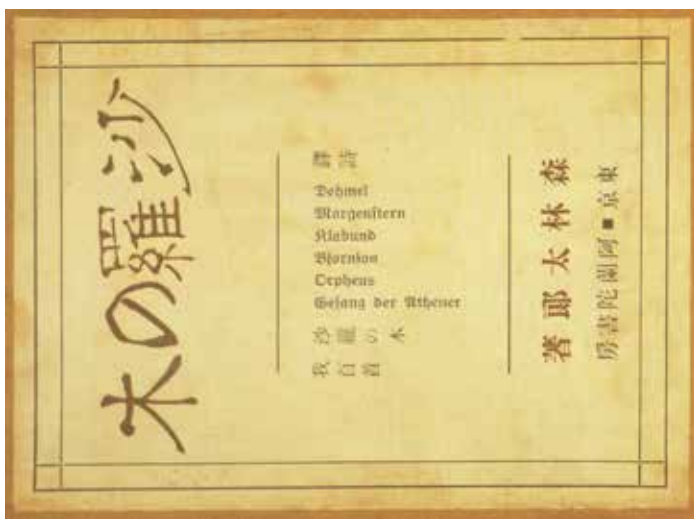 沙羅の木
譯詩
Dehmel
Morgenstern
Klabund
Bjornson
Orpheus
Gesang der Athener
沙羅の木
我百首
森林太郎著
東京■阿蘭陀書房